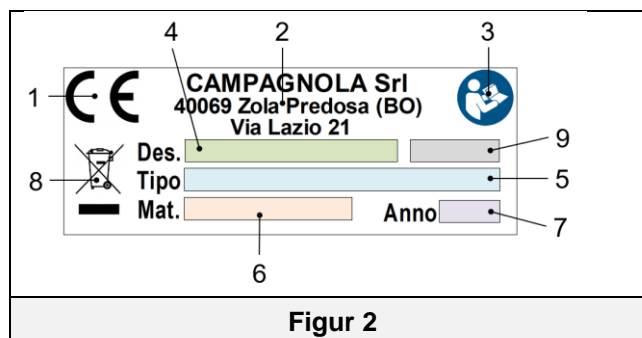 4 2 3
1 CE CAMPAGNOLA Srl
40069 Zola Predosa (BO)
Via Lazio 21
Des. 9
8 Tipo 5
Mat. Anno 7
6
Figur 2